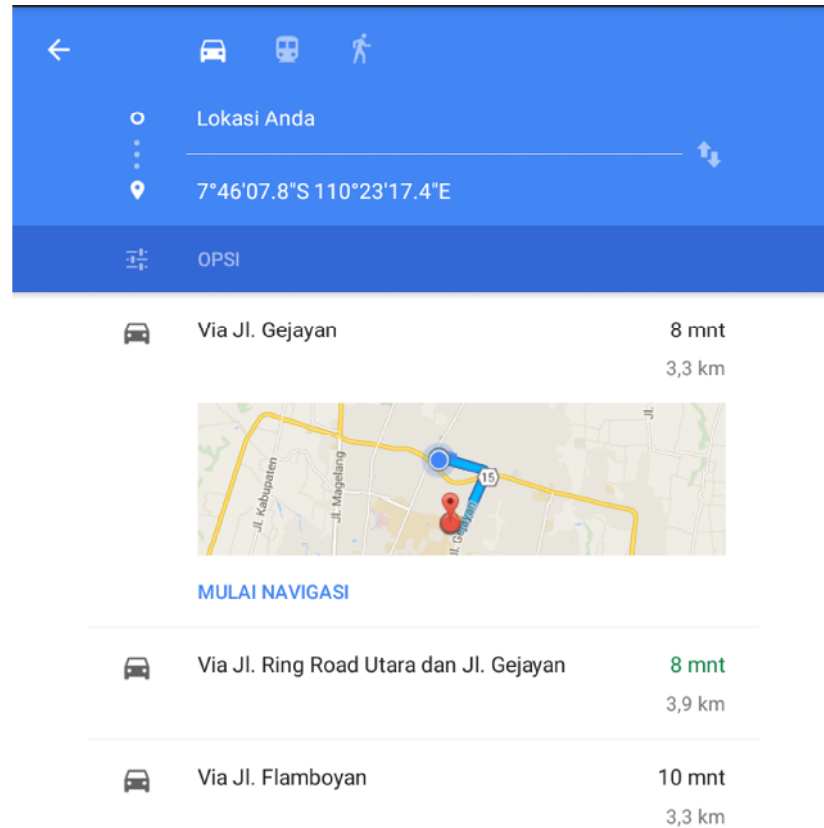 Lokasi Anda
7°46'07.8"S 110°23'17.4"E
OPSI
Via Jl. Gejayan 8 mnt
3,3 km
Jl. Kabupaten
Jl. Magelang
15
Jl.
Jl. Gejayan
MULAI NAVIGASI
Via Jl. Ring Road Utara dan Jl. Gejayan 8 mnt
3,9 km
Via Jl. Flamboyan 10 mnt
3,3 km